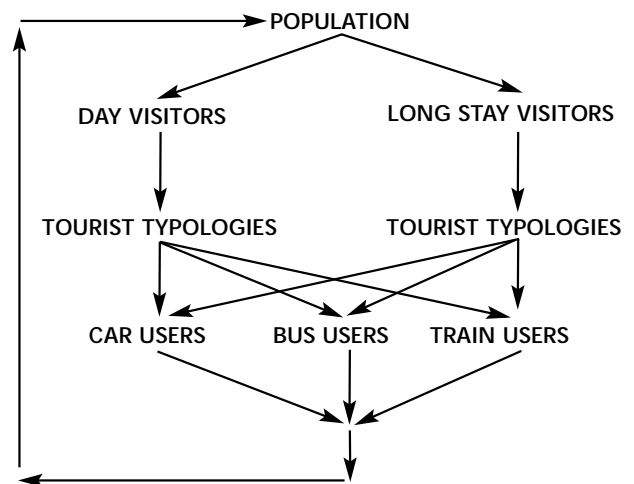 POPULATION
DAY VISITORS
LONG STAY VISITORS
TOURIST TYPOLOGIES
TOURIST TYPOLOGIES
CAR USERS
BUS USERS
TRAIN USERS